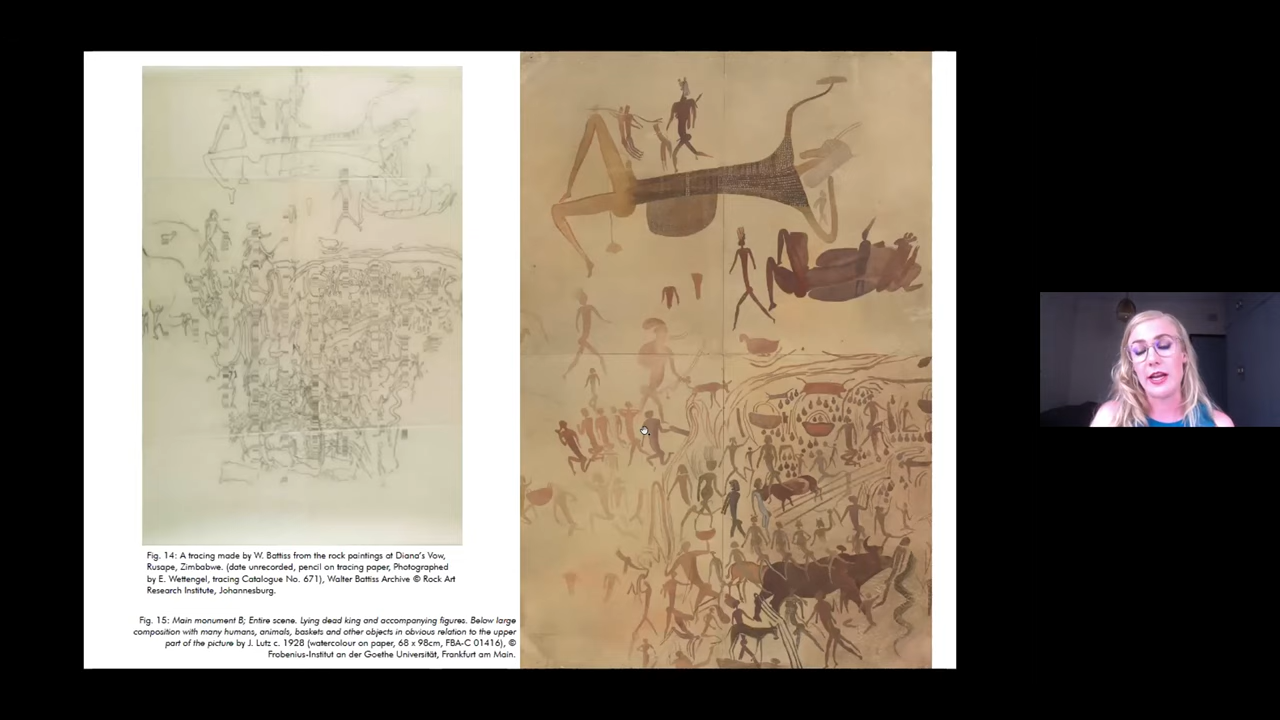 Fig. 14: A tracing made by W. Battiss from the rock paintings at Diana's Vow,
Rusape, Zimbabwe. (date unrecorded, pencil on tracing paper, Photographed
by E. Wettengel, tracing Catalogue No. 671), Walter Battiss Archive © Rock Art
Research Institute, Johannesburg.
Fig. 15: Main monument B; Entire scene. Lying dead king and accompanying figures. Below large
composition with many humans, animals, baskets and other objects in obvious relation to the upper
part of the picture by J. Lutz c. 1928 (watercolour on paper, 68 x 98cm, FBA-C 01416), ©
Frobenius-Institut an der Goethe Universität, Frankfurt am Main.